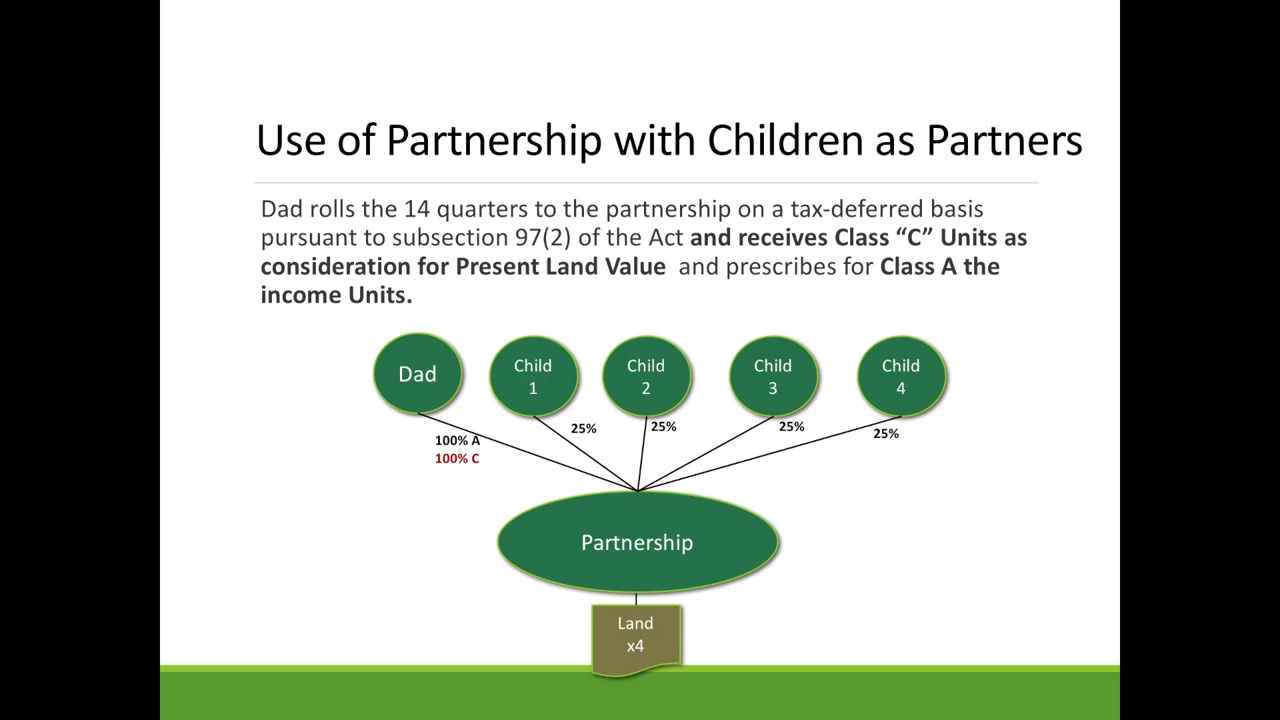 Use of Partnership with Children as Partners
Dad rolls the 14 quarters to the partnership on a tax-deferred basis
pursuant to subsection 97(2) of the Act and receives Class “C” Units as
consideration for Present Land Value and prescribes for Class A the
income Units.
Dad
Child
1
Child
2
Child
3
Child
4
100% A
100% C
25%
25%
25%
25%
Partnership
Land
x4